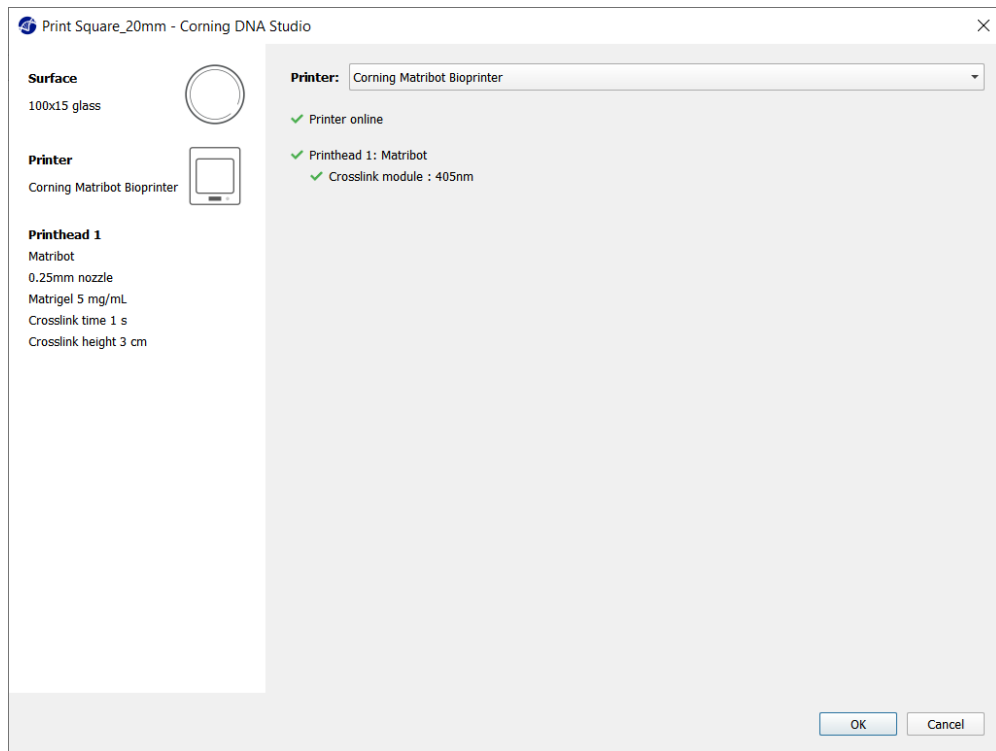 Print Square_20mm - Corning DNA Studio
Surface
100x15 glass
Printer
Corning Matribot Bioprinter
Printhead 1
Matribot
0.25mm nozzle
Matrigel 5 mg/mL
Crosslink time 1 s
Crosslink height 3 cm
Printer: Corning Matribot Bioprinter
Printer online
Printhead 1: Matribot
Crosslink module : 405nm
OK Cancel